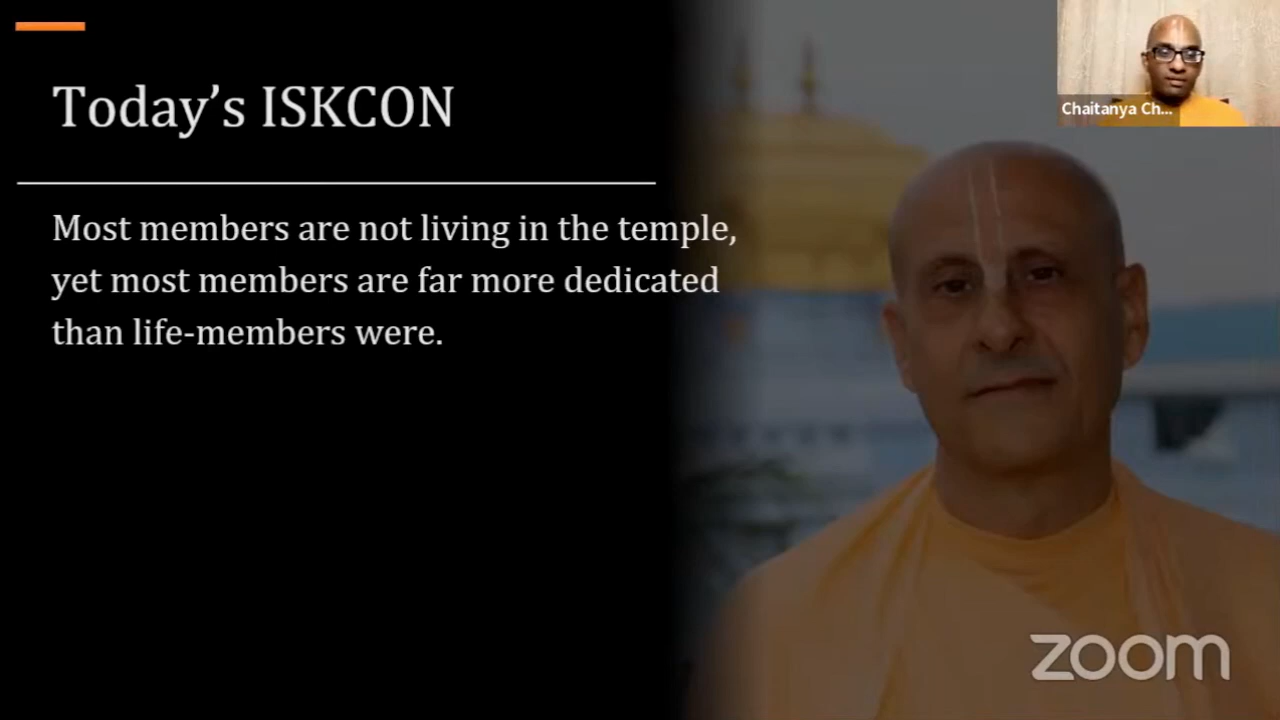 Today's ISKCON
Most members are not living in the temple,
yet most members are far more dedicated
than life-members were.
Chaitanya Ch...
zoom